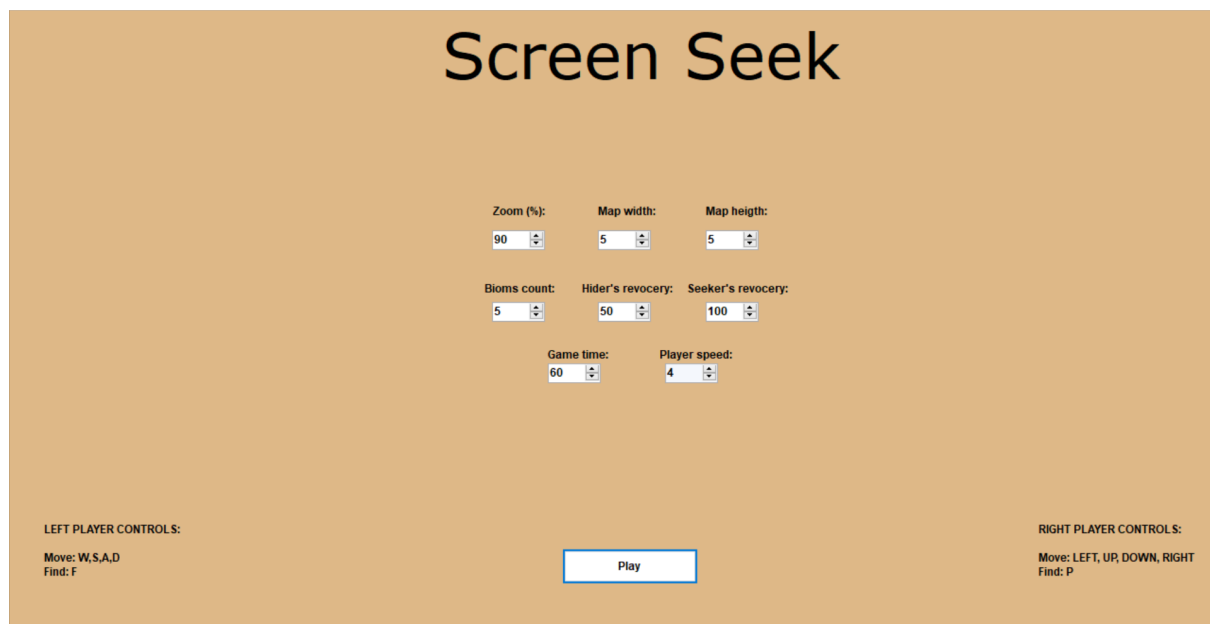 Screen Seek
Zoom (%): Map width: Map heigth:
90 5 5
Bioms count: Hider's revocery: Seeker's revocery:
5 50 100
Game time: Player speed:
60 4
LEFT PLAYER CONTROLS:
Move: W,S,A,D
Find: F
Play
RIGHT PLAYER CONTROLS:
Move: LEFT, UP, DOWN, RIGHT
Find: P